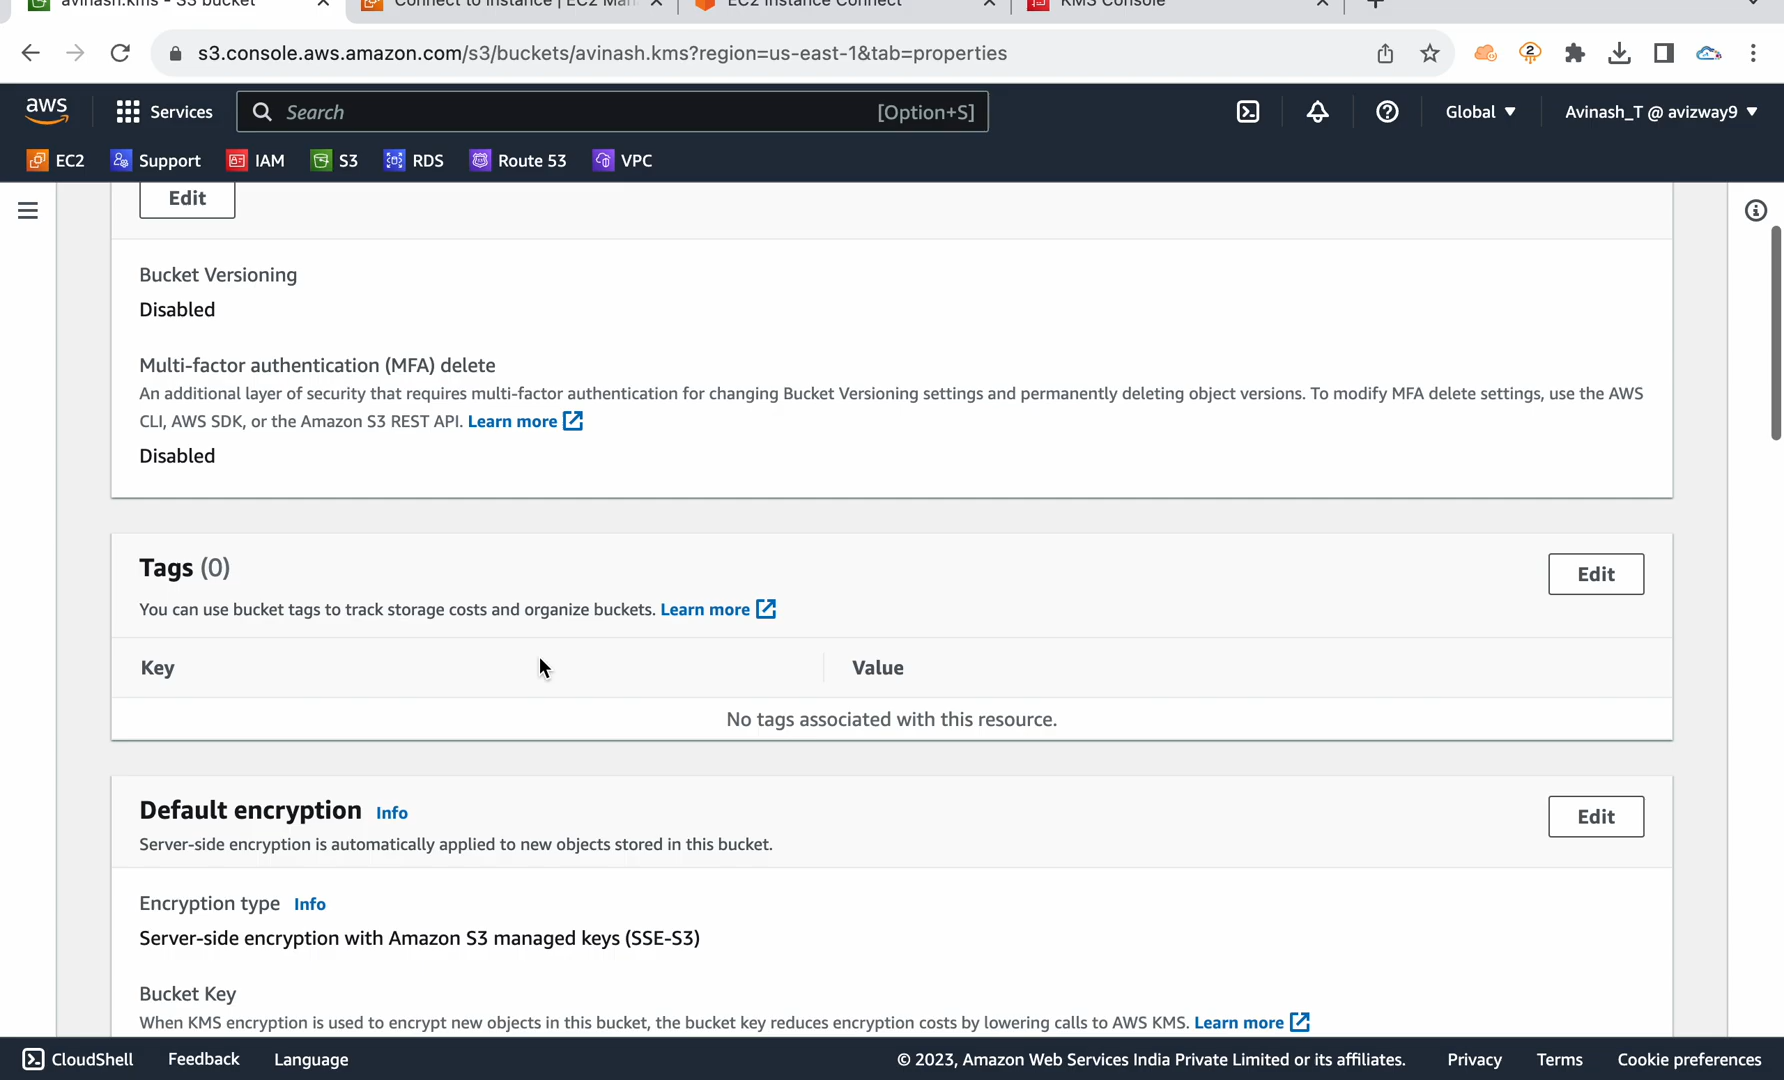 avinash.kms - S3 bucket
Connect to instance | EC2 Man
EC2 Instance Connect
KMS Console
s3.console.aws.amazon.com/s3/buckets/avinash.kms?region=us-east-1&tab=properties
2
aws
Services
Search
[Option+S]
Global
Avinash_T @ avizway9
EC2
Support
IAM
S3
RDS
Route 53
VPC
Edit
Bucket Versioning
Disabled
Multi-factor authentication (MFA) delete
An additional layer of security that requires multi-factor authentication for changing Bucket Versioning settings and permanently deleting object versions. To modify MFA delete settings, use the AWS
CLI, AWS SDK, or the Amazon S3 REST API. Learn more
Disabled
Tags (0)
Edit
You can use bucket tags to track storage costs and organize buckets. Learn more
Key
Value
No tags associated with this resource.
Default encryption Info
Edit
Server-side encryption is automatically applied to new objects stored in this bucket.
Encryption type Info
Server-side encryption with Amazon S3 managed keys (SSE-S3)
Bucket Key
When KMS encryption is used to encrypt new objects in this bucket, the bucket key reduces encryption costs by lowering calls to AWS KMS. Learn more
CloudShell
Feedback
Language
© 2023, Amazon Web Services India Private Limited or its affiliates.
Privacy
Terms
Cookie preferences